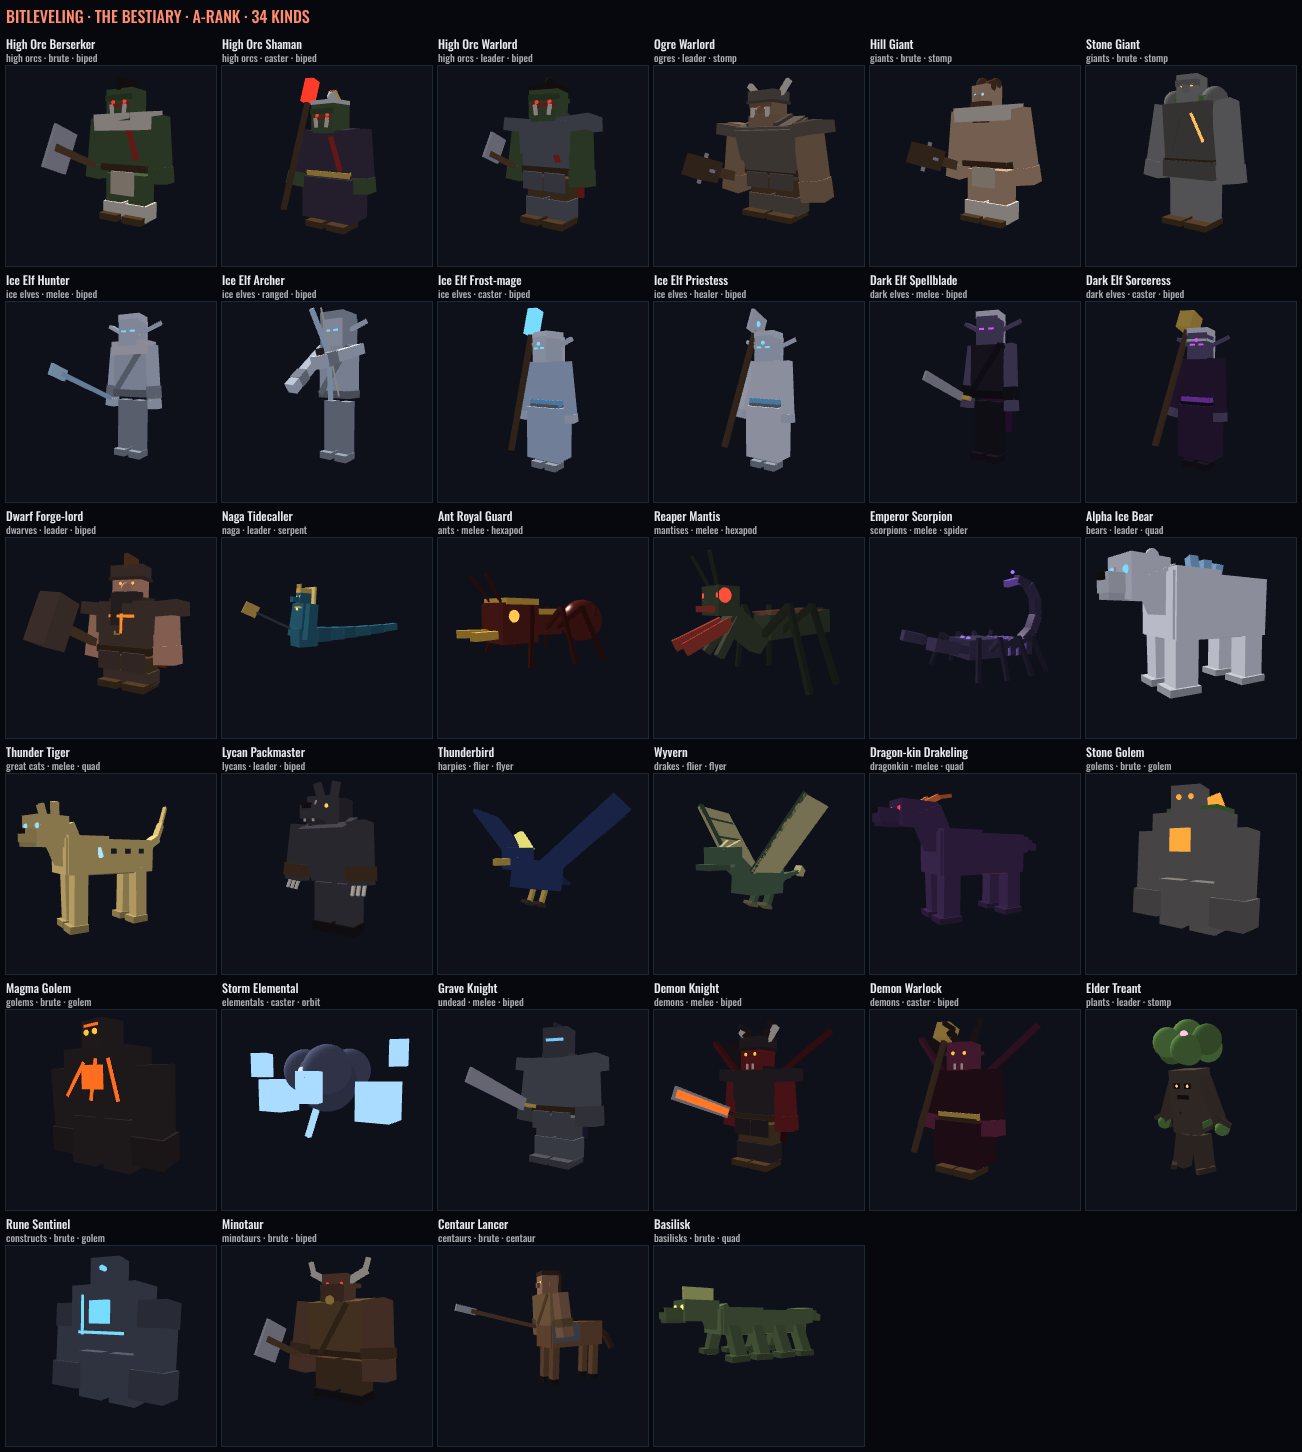 BITLEVELING · THE BESTIARY · A-RANK · 34 KINDS
High Orc Berserker
high orcs · brute · biped
High Orc Shaman
high orcs · caster · biped
High Orc Warlord
high orcs · leader · biped
Ogre Warlord
ogres · leader · stomp
Hill Giant
giants · brute · stomp
Stone Giant
giants · brute · stomp
Ice Elf Hunter
ice elves · melee · biped
Ice Elf Archer
ice elves · ranged · biped
Ice Elf Frost-mage
ice elves · caster · biped
Ice Elf Priestess
ice elves · healer · biped
Dark Elf Spellblade
dark elves · melee · biped
Dark Elf Sorceress
dark elves · caster · biped
Dwarf Forge-lord
dwarves · leader · biped
Naga Tidecaller
naga · leader · serpent
Ant Royal Guard
ants · melee · hexapod
Reaper Mantis
mantises · melee · hexapod
Emperor Scorpion
scorpions · melee · spider
Alpha Ice Bear
bears · leader · quad
Thunder Tiger
great cats · melee · quad
Lycan Packmaster
lycans · leader · biped
Thunderbird
harpies · flier · flyer
Wyvern
drakes · flier · flyer
Dragon-kin Drakeling
dragonkin · melee · quad
Stone Golem
golems · brute · golem
Magma Golem
golems · brute · golem
Storm Elemental
elementals · caster · orbit
Grave Knight
undead · melee · biped
Demon Knight
demons · melee · biped
Demon Warlock
demons · caster · biped
Elder Treant
plants · leader · stomp
Rune Sentinel
constructs · brute · golem
Minotaur
minotaurs · brute · biped
Centaur Lancer
centaurs · brute · centaur
Basilisk
basilisks · brute · quad